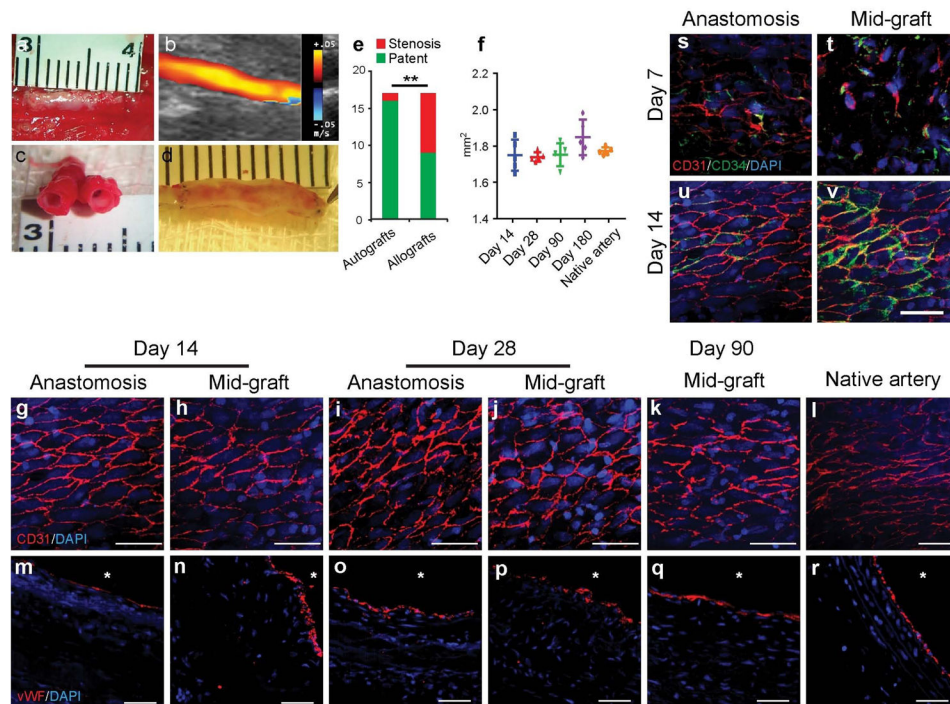 a
3
4
b
+.05
-.05
m/s
c
3
d
e
Stenosis
Patent
20
15
10
5
0
**
Autografts
Allografts
f
mm²
2.2
2.0
1.8
1.6
1.4
Day 14
Day 28
Day 90
Day 180
Native artery
Anastomosis
Mid-graft
Day 7
s
CD31/CD34/DAPI
t
Day 14
u
v
Day 14
Day 28
Day 90
Anastomosis
Mid-graft
Anastomosis
Mid-graft
Mid-graft
Native artery
g
CD31/DAPI
h
i
j
k
l
m
*
vWF/DAPI
n
*
o
*
p
*
q
*
r
*